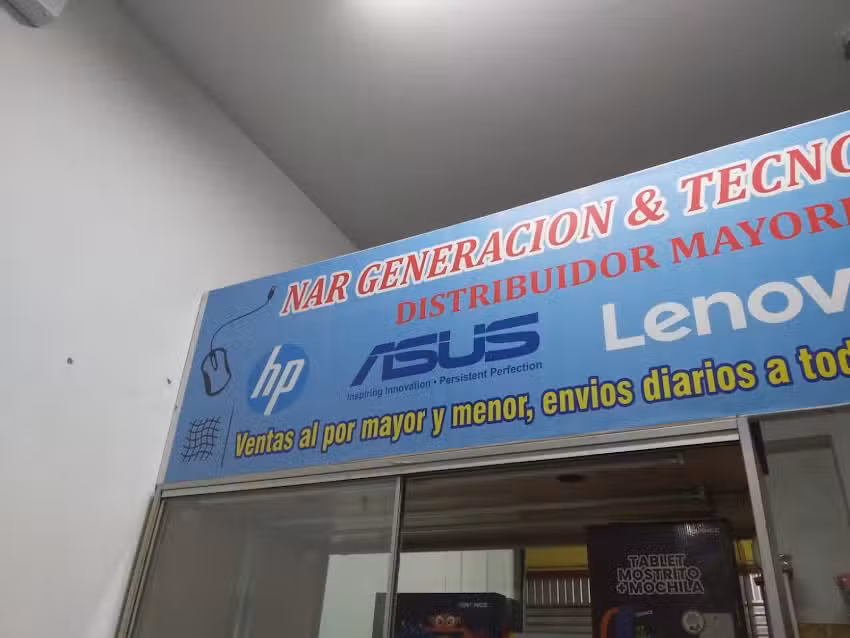 NAR GENERACION & TECNO
DISTRIBUIDOR MAYORI
hp
ASUS
Inspiring Innovation • Persistent Perfection
Lenov
Ventas al por mayor y menor, envios diarios a tod
TABLET
MOSTRITO
+MOCHILA